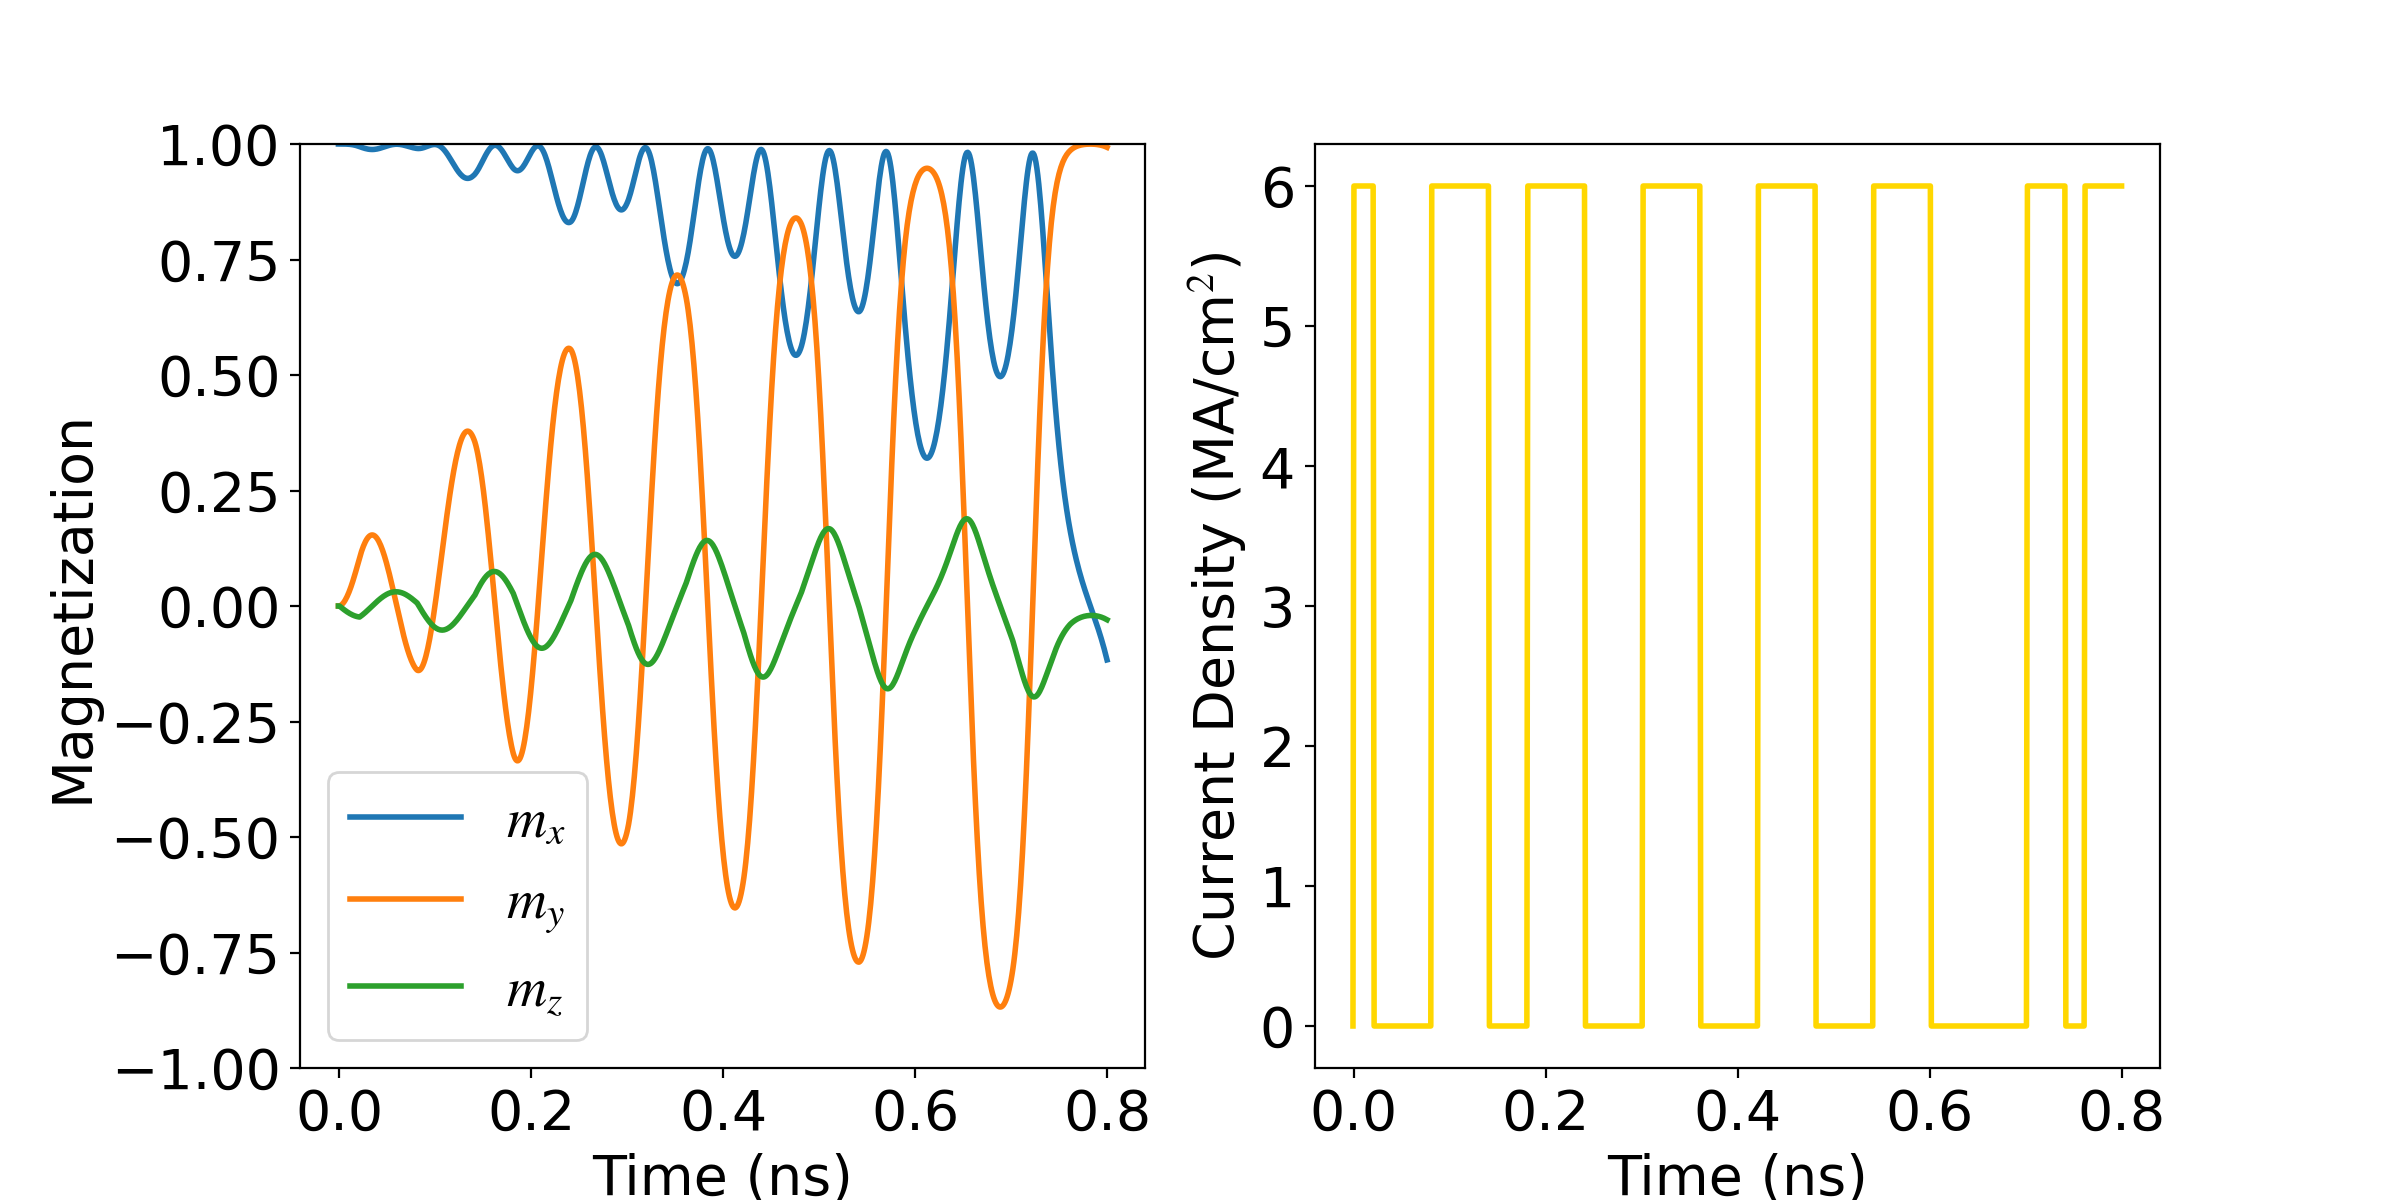 Magnetization
1.00
0.75
0.50
0.25
0.00
−0.25
−0.50
−0.75
−1.00
m_x
m_y
m_z
0.0 0.2 0.4 0.6 0.8
Time (ns)
Current Density (MA/cm²)
6
5
4
3
2
1
0
0.0 0.2 0.4 0.6 0.8
Time (ns)